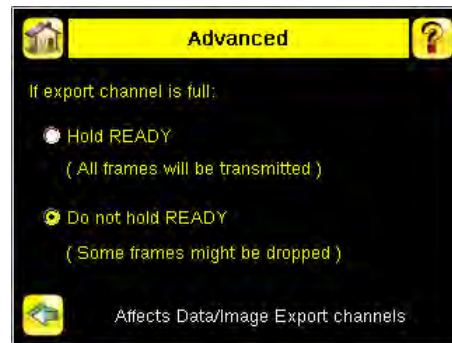 Advanced
?
If export channel is full:
Hold READY
( All frames will be transmitted )
Do not hold READY
( Some frames might be dropped )
Affects Data/Image Export channels